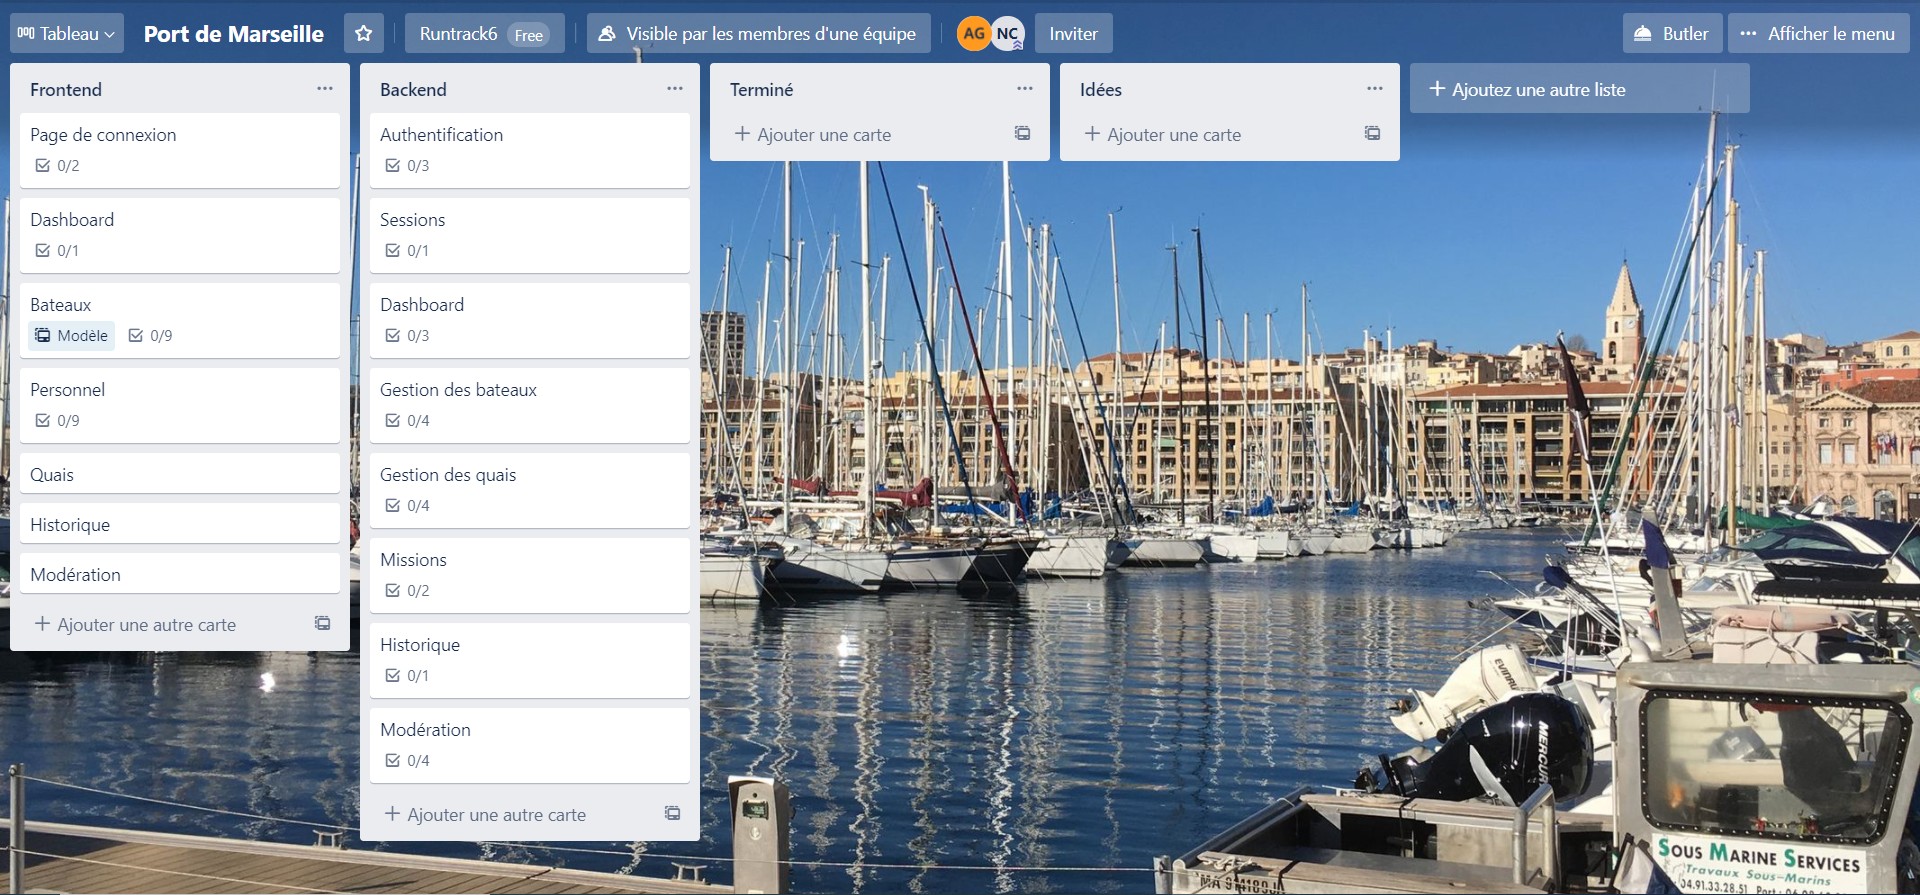 Tableau
Port de Marseille
Runtrack6 Free
Visible par les membres d'une équipe
AG
NC
Inviter
Butler
Afficher le menu
Frontend
Page de connexion
0/2
Dashboard
0/1
Bateaux
Modèle 0/9
Personnel
0/9
Quais
Historique
Modération
Ajouter une autre carte
Backend
Authentification
0/3
Sessions
0/1
Dashboard
0/3
Gestion des bateaux
0/4
Gestion des quais
0/4
Missions
0/2
Historique
0/1
Modération
0/4
Ajouter une autre carte
Terminé
Ajouter une carte
Idées
Ajouter une carte
Ajoutez une autre liste
EVINRUDE
MERCURY
SOUS MARINE SERVICES
Travaux Sous-Marins
04.91.33.28.51